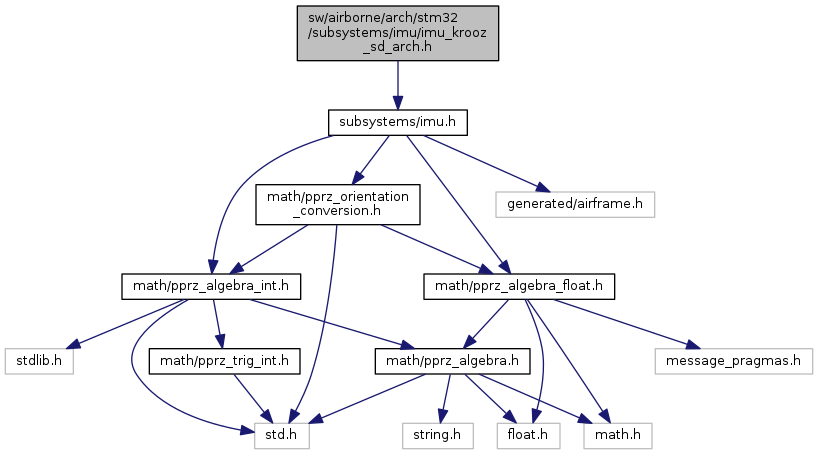 sw/airborne/arch/stm32
/subsystems/imu/imu_krooz
_sd_arch.h
subsystems/imu.h
math/pprz_orientation
_conversion.h
generated/airframe.h
math/pprz_algebra_int.h
math/pprz_algebra_float.h
stdlib.h
math/pprz_trig_int.h
math/pprz_algebra.h
message_pragmas.h
std.h
string.h
float.h
math.h